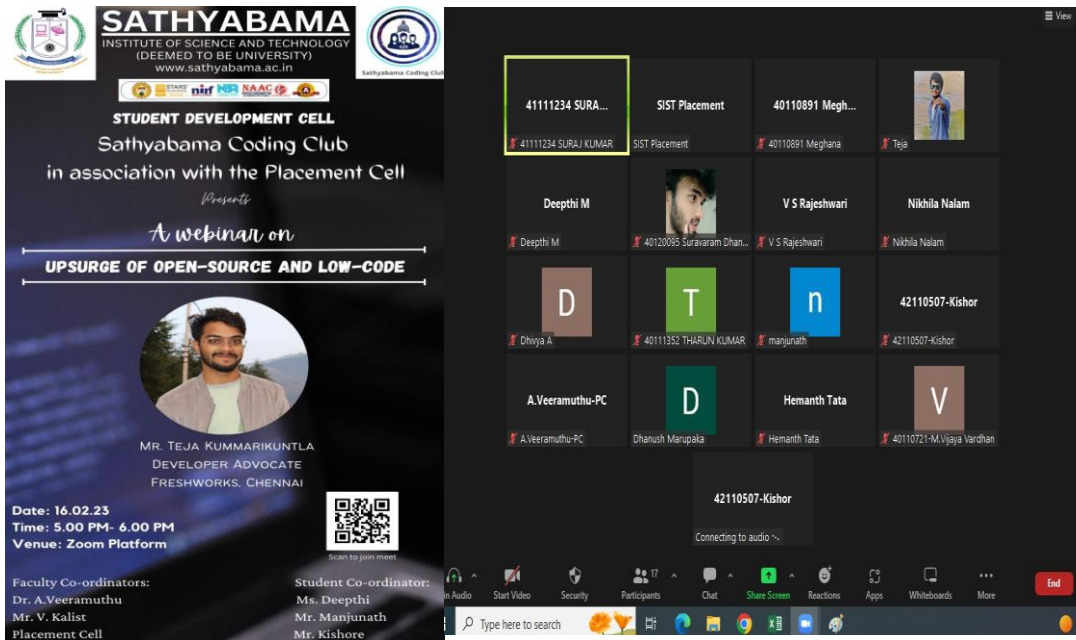 SATHYABAMA
INSTITUTE OF SCIENCE AND TECHNOLOGY
(DEEMED TO BE UNIVERSITY)
www.sathyabama.ac.in
Sathyabama Coding Club
STARS nirf NIRF NAAC
STUDENT DEVELOPMENT CELL
Sathyabama Coding Club
in association with the Placement Cell
Presents
A webinar on
UPSURGE OF OPEN-SOURCE AND LOW-CODE
MR. TEJA KUMMARIKUNTLA
DEVELOPER ADVOCATE
FRESHWORKS, CHENNAI
Date: 16.02.23
Time: 5.00 PM- 6.00 PM
Venue: Zoom Platform
Scan to join meet
Faculty Co-ordinators:
Dr. A.Veeramuthu
Mr. V. Kalist
Placement Cell
Student Co-ordinator:
Ms. Deepthi
Mr. Manjunath
Mr. Kishore
View
41111234 SURA...
41111234 SURAJ KUMAR
SIST Placement
SIST Placement
40110891 Megh...
40110891 Meghana
Teja
Deepthi M
Deepthi M
40120095 Suravaram Dhan...
V S Rajeshwari
V S Rajeshwari
Nikhila Nalam
Nikhila Nalam
D
Dhivya A
T
40111352 THARUN KUMAR
n
manjunath
42110507-Kishor
42110507-Kishor
A.Veeramuthu-PC
A.Veeramuthu-PC
D
Dhanush Marupaka
Hemanth Tata
Hemanth Tata
V
40110721-M.Vijaya Vardhan
42110507-Kishor
Connecting to audio
in Audio
Start Video
Security
17
Participants
Chat
Share Screen
Reactions
Apps
Whiteboards
More
End
Type here to search